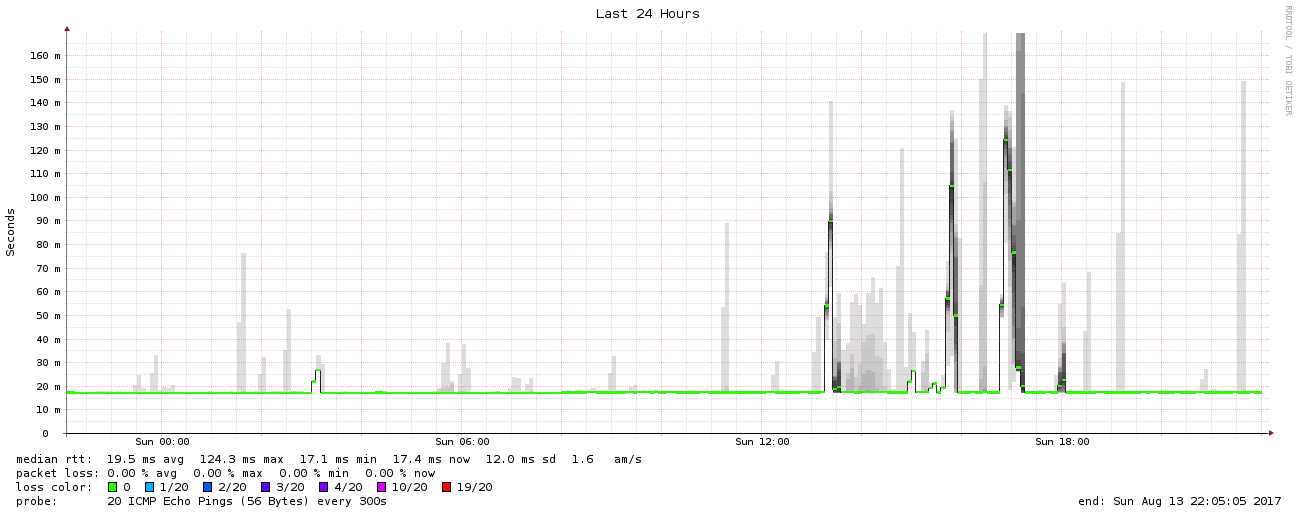 Last 24 Hours
RRDTOOL / TOBI OETIKER
Seconds
160 m
150 m
140 m
130 m
120 m
110 m
100 m
90 m
80 m
70 m
60 m
50 m
40 m
30 m
20 m
10 m
0
Sun 00:00 Sun 06:00 Sun 12:00 Sun 18:00
median rtt: 19.5 ms avg 124.3 ms max 17.1 ms min 17.4 ms now 12.0 ms sd 1.6 am/s
packet loss: 0.00 % avg 0.00 % max 0.00 % min 0.00 % now
loss color: 0 1/20 2/20 3/20 4/20 10/20 19/20
probe: 20 ICMP Echo Pings (56 Bytes) every 300s end: Sun Aug 13 22:05:05 2017